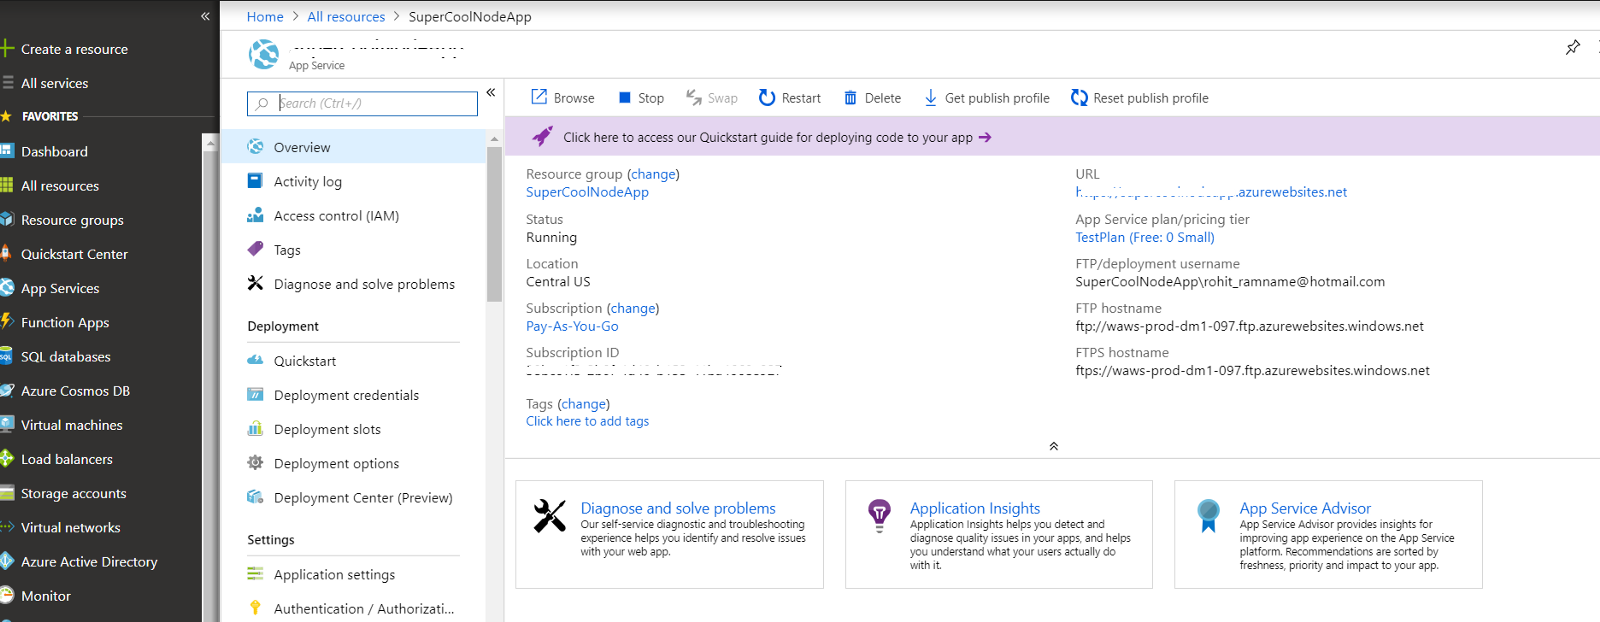 Home > All resources > SuperCoolNodeApp
Create a resource
All services
FAVORITES
Dashboard
All resources
Resource groups
Quickstart Center
App Services
Function Apps
SQL databases
Azure Cosmos DB
Virtual machines
Load balancers
Storage accounts
Virtual networks
Azure Active Directory
Monitor
App Service
Search (Ctrl+/)
Overview
Activity log
Access control (IAM)
Tags
Diagnose and solve problems
Deployment
Quickstart
Deployment credentials
Deployment slots
Deployment options
Deployment Center (Preview)
Settings
Application settings
Authentication / Authorizati...
Browse Stop Swap Restart Delete Get publish profile Reset publish profile
Click here to access our Quickstart guide for deploying code to your app →
Resource group (change)
SuperCoolNodeApp
Status
Running
Location
Central US
Subscription (change)
Pay-As-You-Go
Subscription ID
Tags (change)
Click here to add tags
URL
.azurewebsites.net
App Service plan/pricing tier
TestPlan (Free: 0 Small)
FTP/deployment username
SuperCoolNodeApp\rohit_ramname@hotmail.com
FTP hostname
ftp://waws-prod-dm1-097.ftp.azurewebsites.windows.net
FTPS hostname
ftps://waws-prod-dm1-097.ftp.azurewebsites.windows.net
Diagnose and solve problems
Our self-service diagnostic and troubleshooting
experience helps you identify and resolve issues
with your web app.
Application Insights
Application Insights helps you detect and
diagnose quality issues in your apps, and helps
you understand what your users actually do
with it.
App Service Advisor
App Service Advisor provides insights for
improving app experience on the App Service
platform. Recommendations are sorted by
freshness, priority and impact to your app.